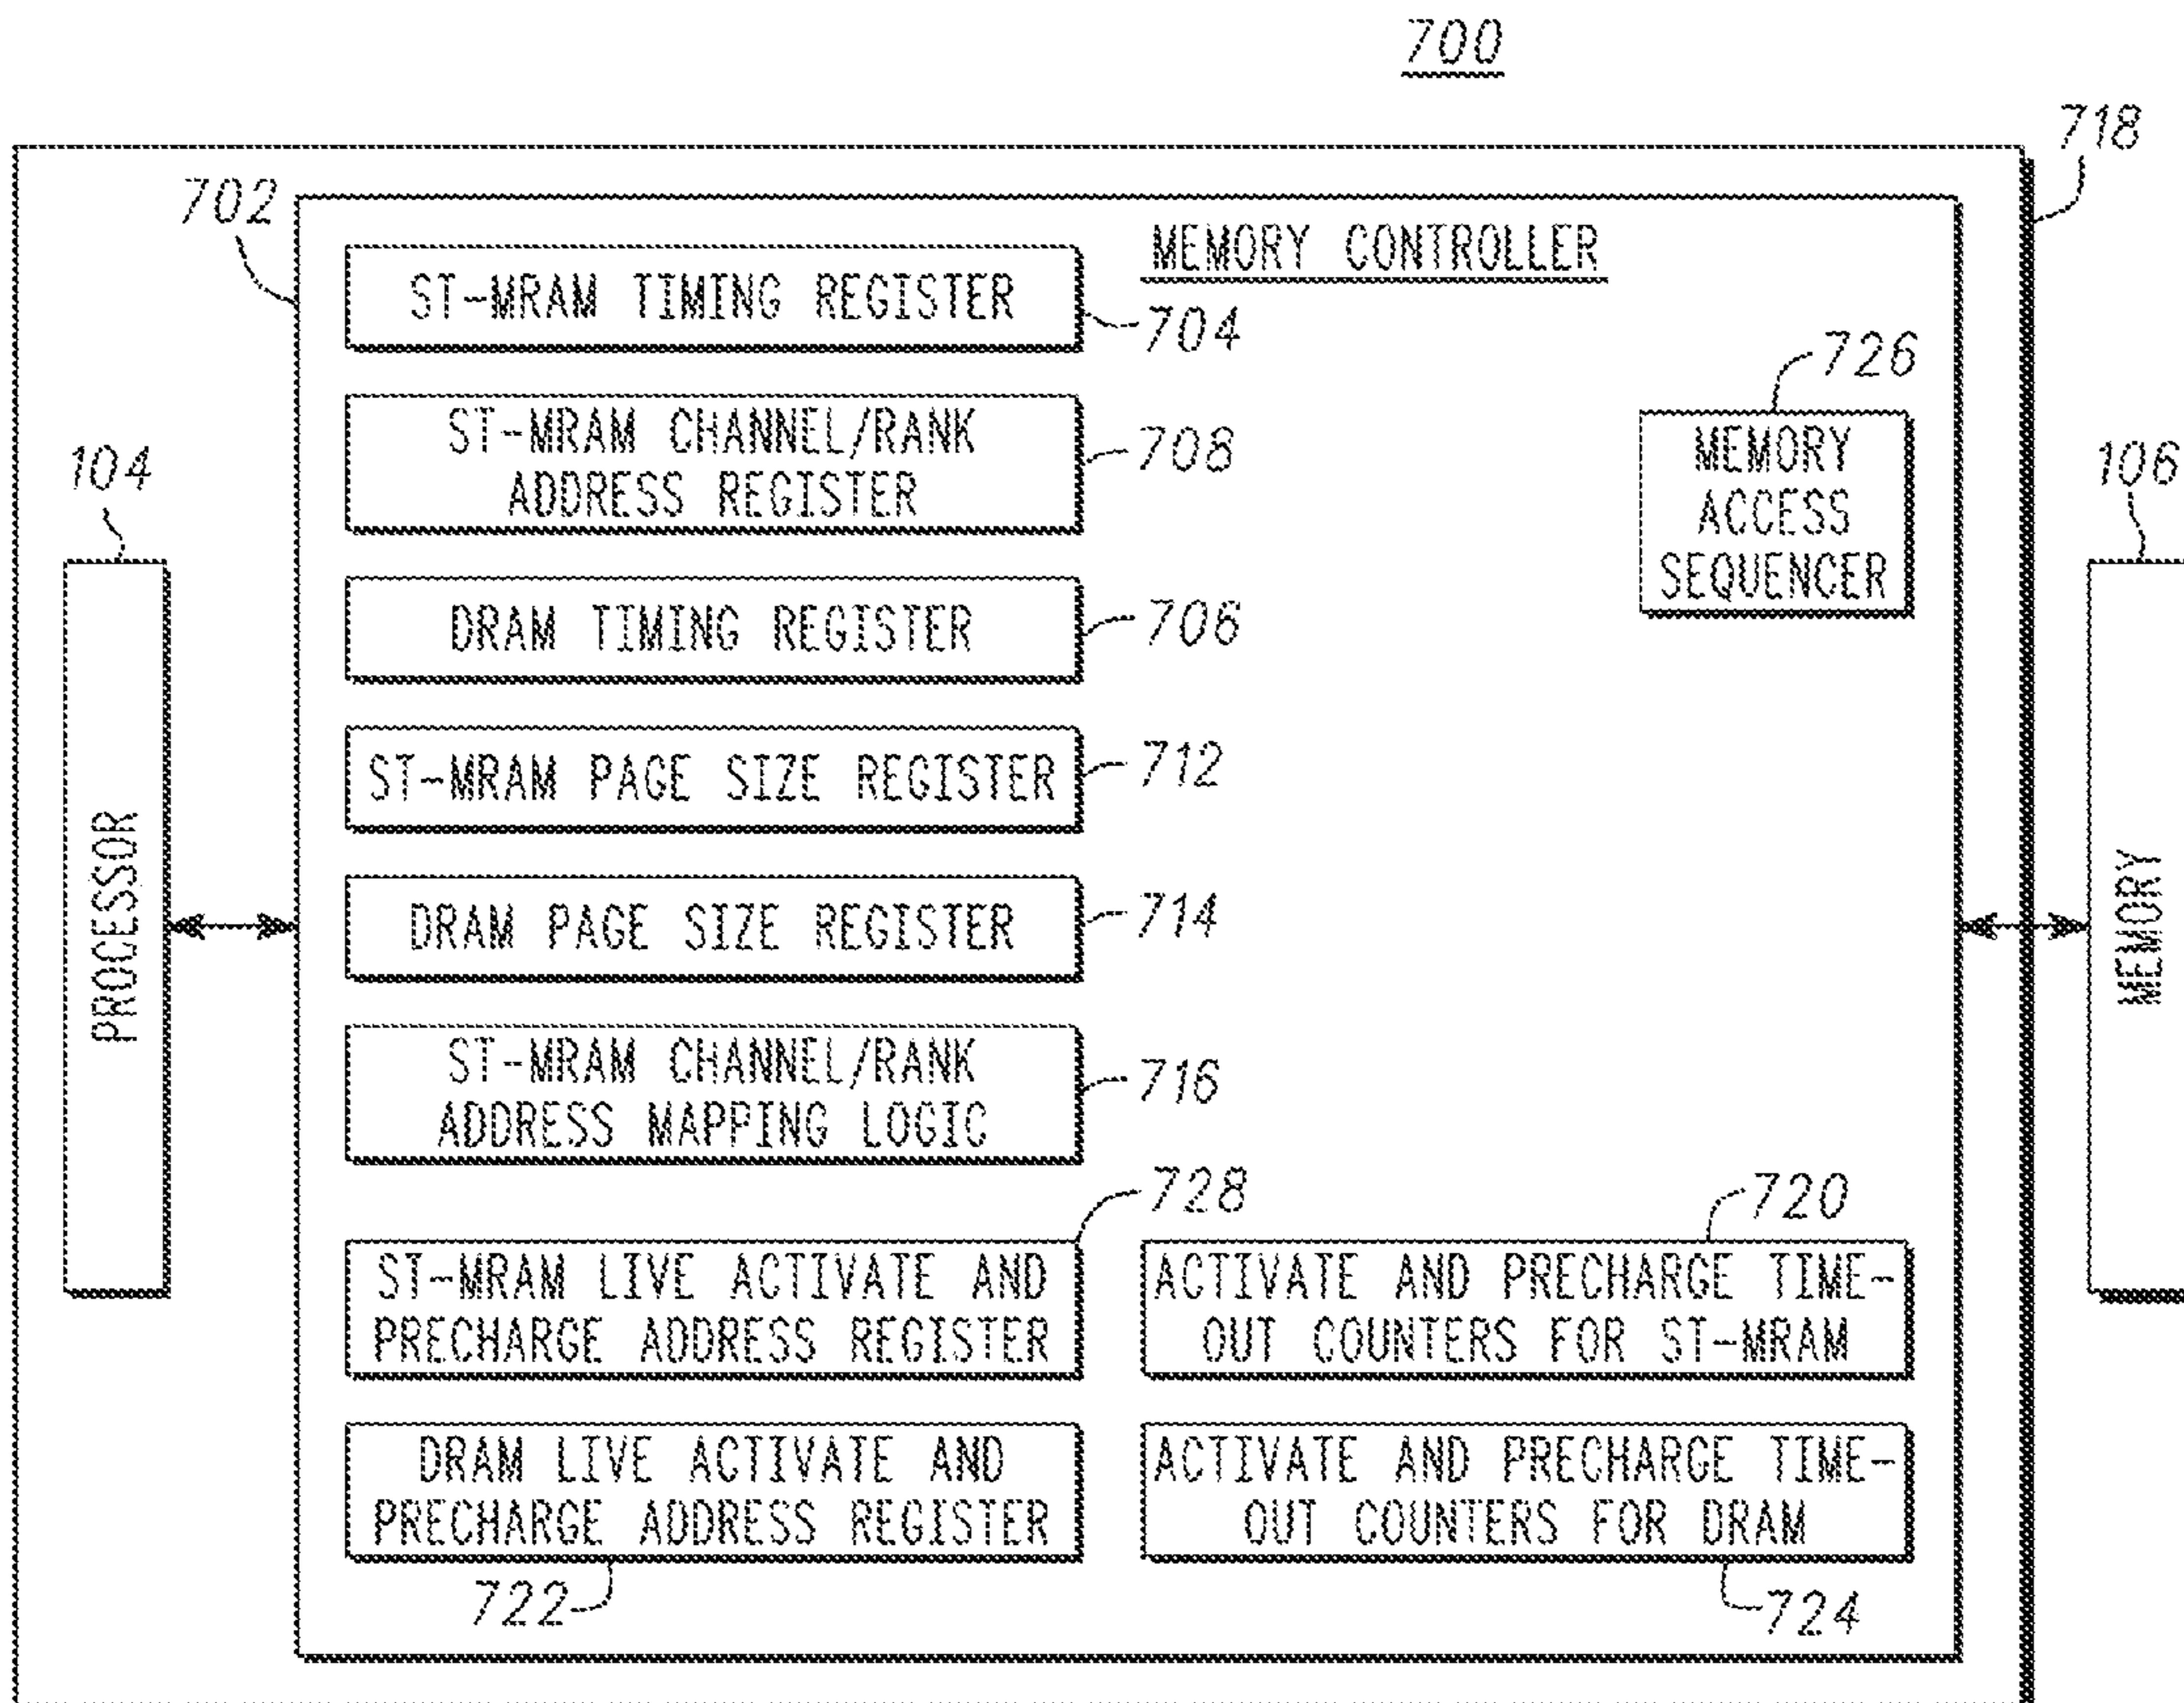 700
718
702
MEMORY CONTROLLER
ST-MRAM TIMING REGISTER
704
726
ST-MRAM CHANNEL/RANK
ADDRESS REGISTER
708
MEMORY
ACCESS
SEQUENCER
104
106
DRAM TIMING REGISTER
706
ST-MRAM PAGE SIZE REGISTER
712
PROCESSOR
DRAM PAGE SIZE REGISTER
714
MEMORY
ST-MRAM CHANNEL/RANK
ADDRESS MAPPING LOGIC
716
728
720
ST-MRAM LIVE ACTIVATE AND
PRECHARGE ADDRESS REGISTER
ACTIVATE AND PRECHARGE TIME-
OUT COUNTERS FOR ST-MRAM
DRAM LIVE ACTIVATE AND
PRECHARGE ADDRESS REGISTER
ACTIVATE AND PRECHARGE TIME-
OUT COUNTERS FOR DRAM
722
724